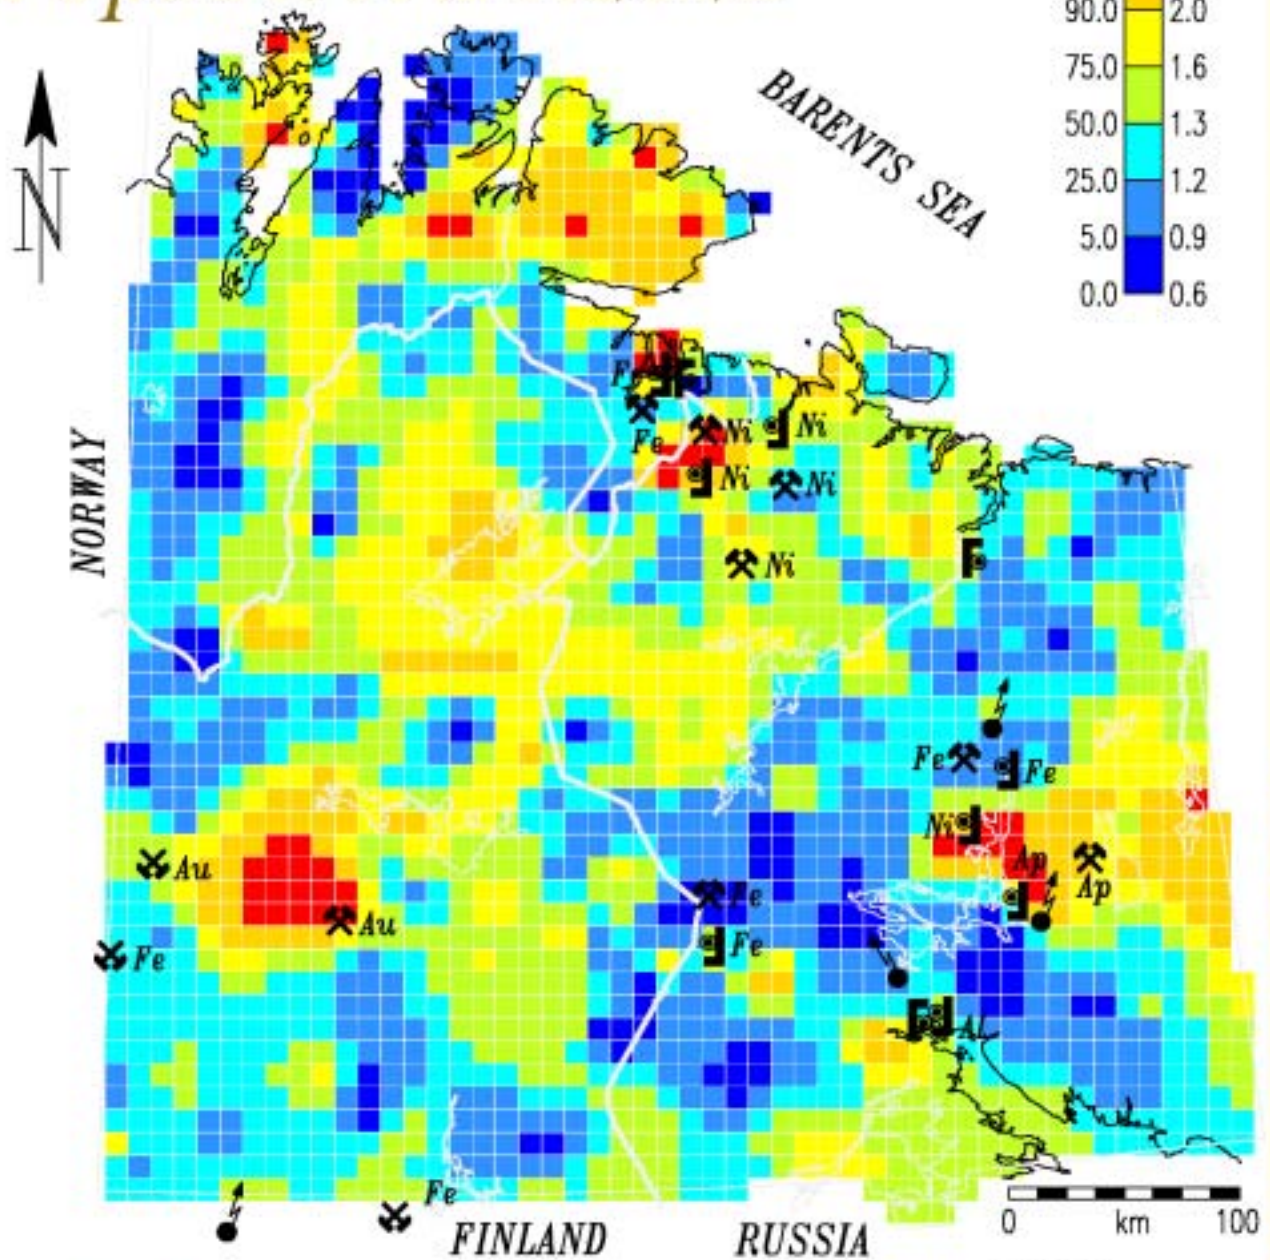 90.0 2.0
75.0 1.6
50.0 1.3
25.0 1.2
5.0 0.9
0.0 0.6
BARENTS SEA
N
NORWAY
Fe
Ni
Ni
Ni
Ni
Ni
Fe
Fe
Ni
Ap
Ap
Au
Au
Fe
Fe
Fe
Al
Fe
FINLAND
RUSSIA
0 km 100